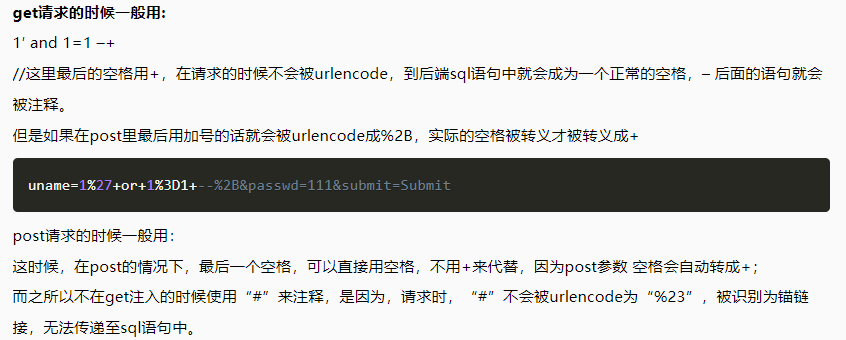 get请求的时候一般用:
1′ and 1=1 –+
//这里最后的空格用+，在请求的时候不会被urlencode，到后端sql语句中就会成为一个正常的空格，– 后面的语句就会
被注释。
但是如果在post里最后用加号的话就会被urlencode成%2B，实际的空格被转义才被转义成+
uname=1%27+or+1%3D1+--%2B&passwd=111&submit=Submit
post请求的时候一般用：
这时候，在post的情况下，最后一个空格，可以直接用空格，不用+来代替，因为post参数 空格会自动转成+；
而之所以不在get注入的时候使用“#”来注释，是因为，请求时，“#”不会被urlencode为“%23”，被识别为锚链
接，无法传递至sql语句中。